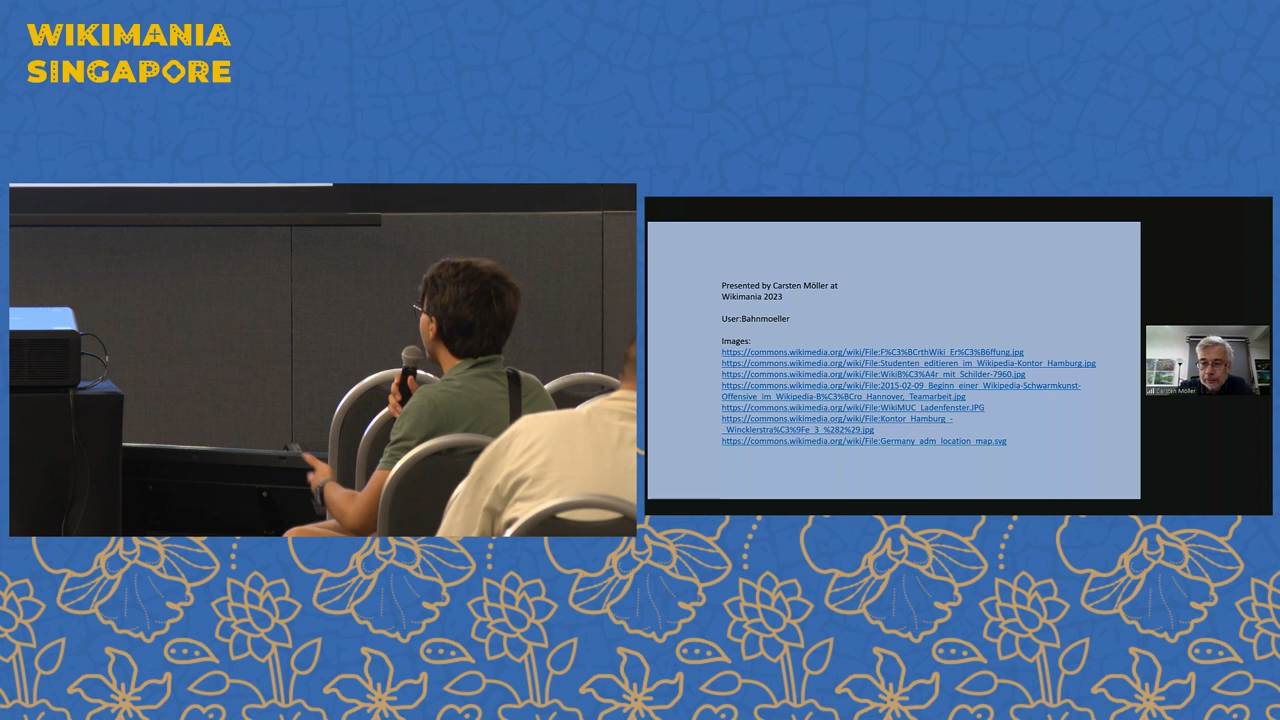 WIKIMANIA
SINGAPORE
Presented by Carsten Möller at
Wikimania 2023
User:Bahnmoeller
Images:
https://commons.wikimedia.org/wiki/File:F%C3%BCrthWiki_Er%C3%B6ffung.jpg
https://commons.wikimedia.org/wiki/File:Studenten_editieren_im_Wikipedia-Kontor_Hamburg.jpg
https://commons.wikimedia.org/wiki/File:WikiB%C3%A4r_mit_Schilder-7960.jpg
https://commons.wikimedia.org/wiki/File:2015-02-09_Beginn_einer_Wikipedia-Schwarmkunst-
Offensive_im_Wikipedia-B%C3%BCro_Hannover,_Teamarbeit.jpg
https://commons.wikimedia.org/wiki/File:WikiMUC_Ladenfenster.JPG
https://commons.wikimedia.org/wiki/File:Kontor_Hamburg_-
_Wincklerstra%C3%9Fe_3_%282%29.jpg
https://commons.wikimedia.org/wiki/File:Germany_adm_location_map.svg
Carsten Möller